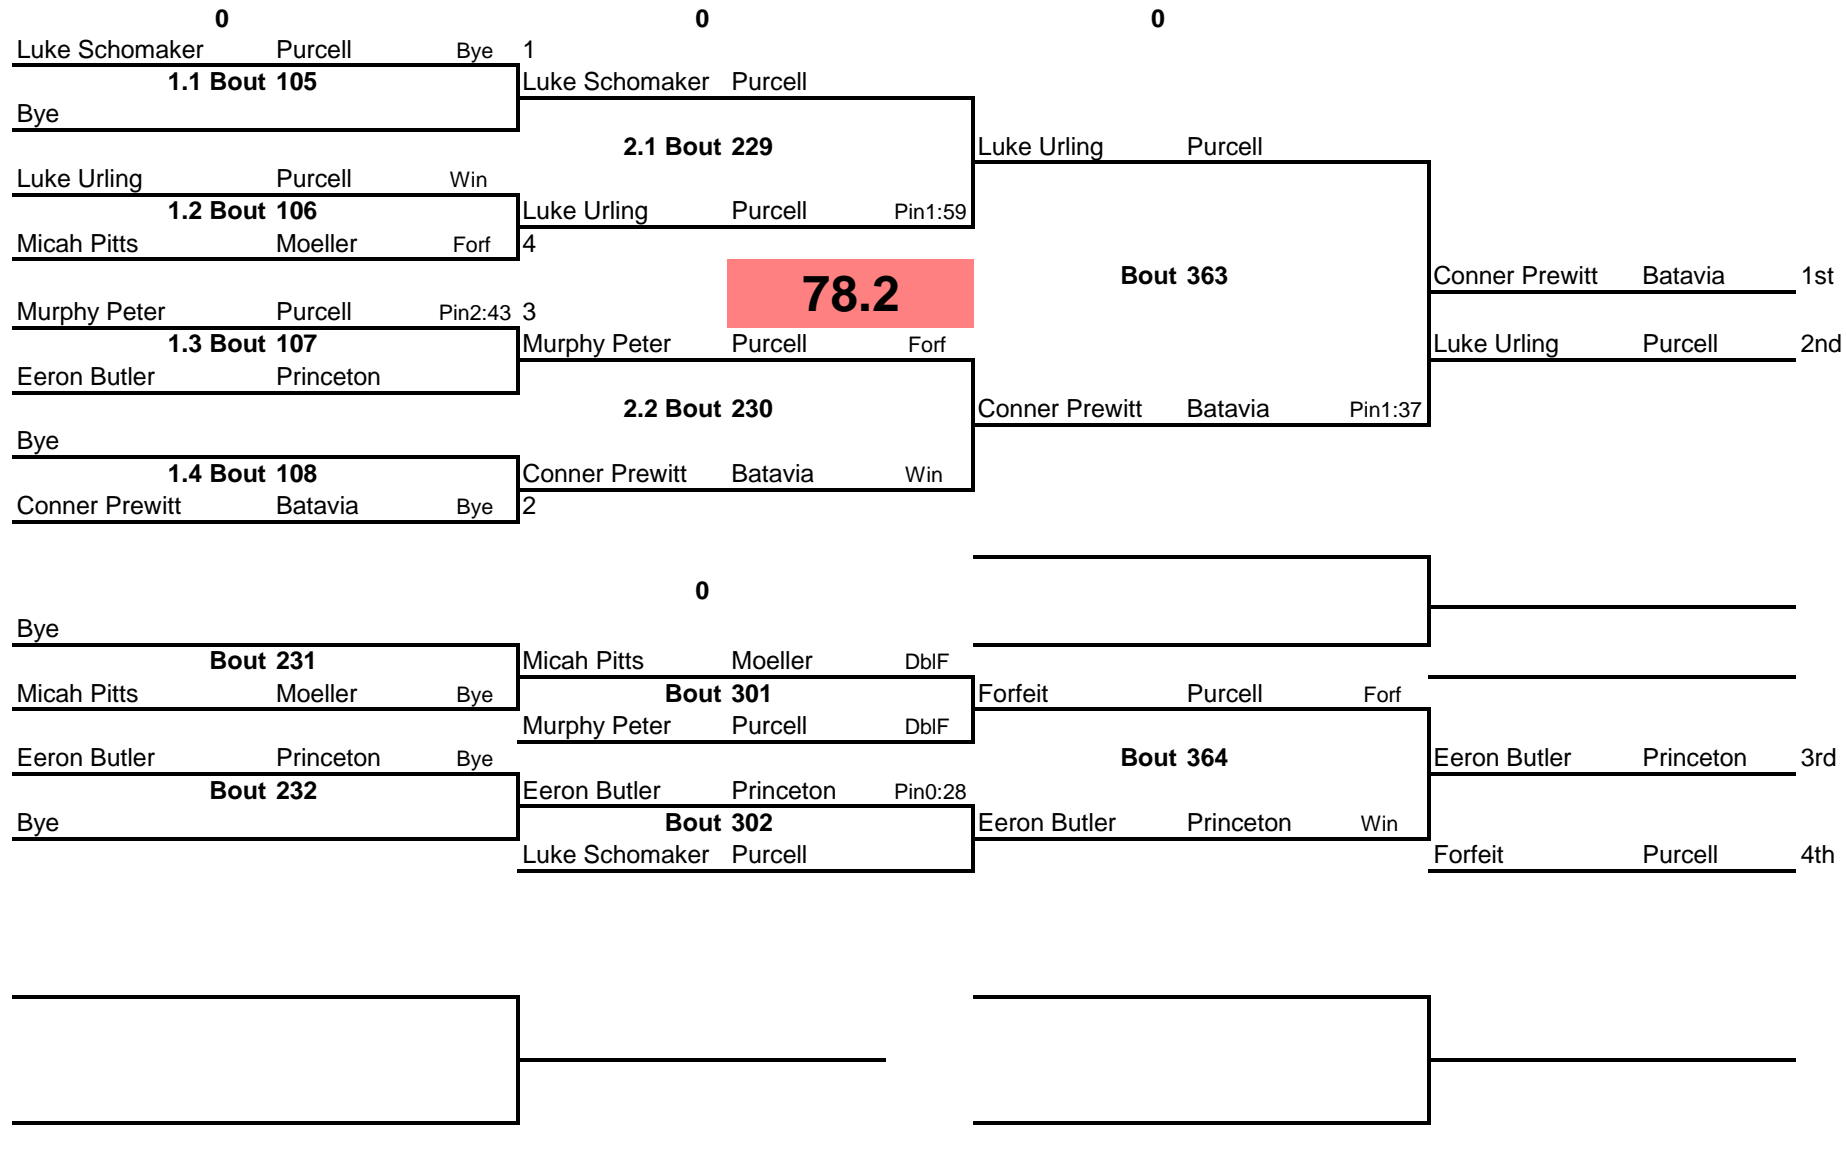 0 0 0
Luke Schomaker Purcell Bye 1
1.1 Bout 105 Luke Schomaker Purcell
Bye
2.1 Bout 229 Luke Urling Purcell
Luke Urling Purcell Win
1.2 Bout 106 Luke Urling Purcell Pin1:59
Micah Pitts Moeller Forf 4
78.2 Bout 363 Conner Prewitt Batavia 1st
Murphy Peter Purcell Pin2:43 3
1.3 Bout 107 Murphy Peter Purcell Forf Luke Urling Purcell 2nd
Eeron Butler Princeton
2.2 Bout 230 Conner Prewitt Batavia Pin1:37
Bye
1.4 Bout 108 Conner Prewitt Batavia Win
Conner Prewitt Batavia Bye 2
0
Bye
Bout 231 Micah Pitts Moeller DblF
Micah Pitts Moeller Bye Bout 301 Forfeit Purcell Forf
Murphy Peter Purcell DblF
Eeron Butler Princeton Bye Bout 364 Eeron Butler Princeton 3rd
Bout 232 Eeron Butler Princeton Pin0:28
Bye Bout 302 Eeron Butler Princeton Win
Luke Schomaker Purcell Forfeit Purcell 4th